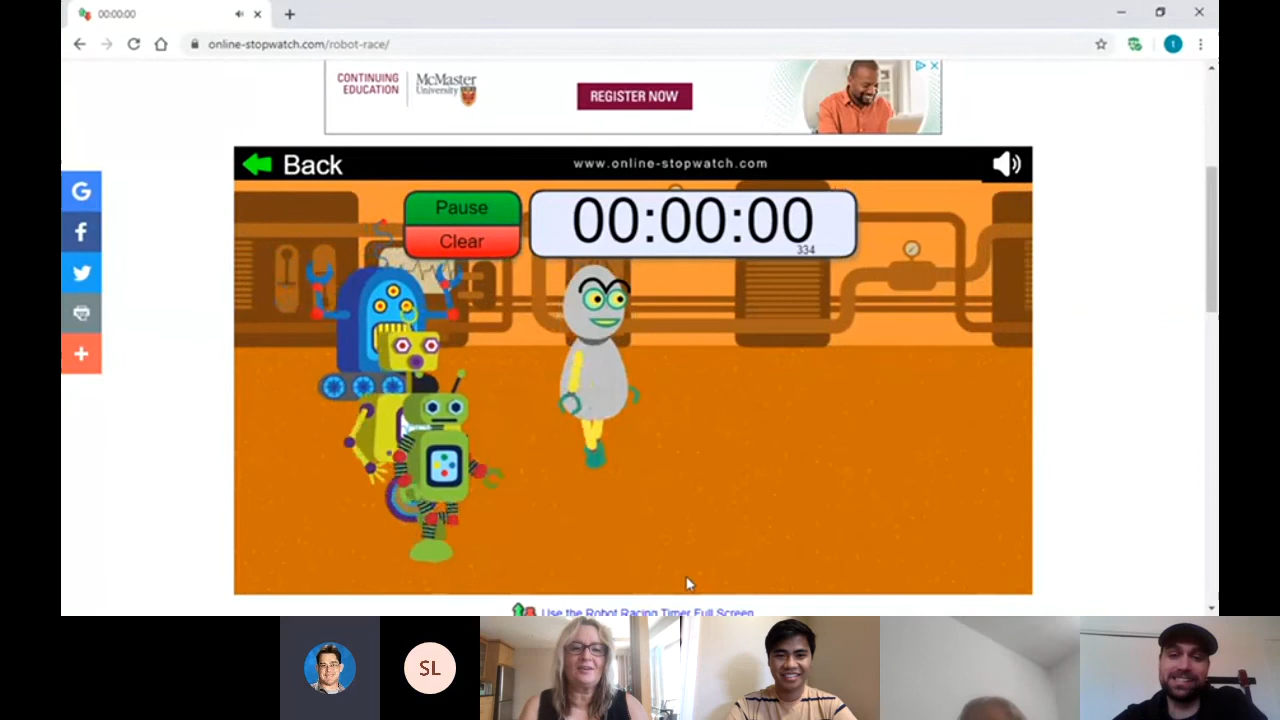 00:00:00
online-stopwatch.com/robot-race/
t
CONTINUING
EDUCATION
McMaster
University
REGISTER NOW
G
f
Back
www.online-stopwatch.com
Pause
Clear
00:00:00
334
Use the Robot Racing Timer Full Screen
SL